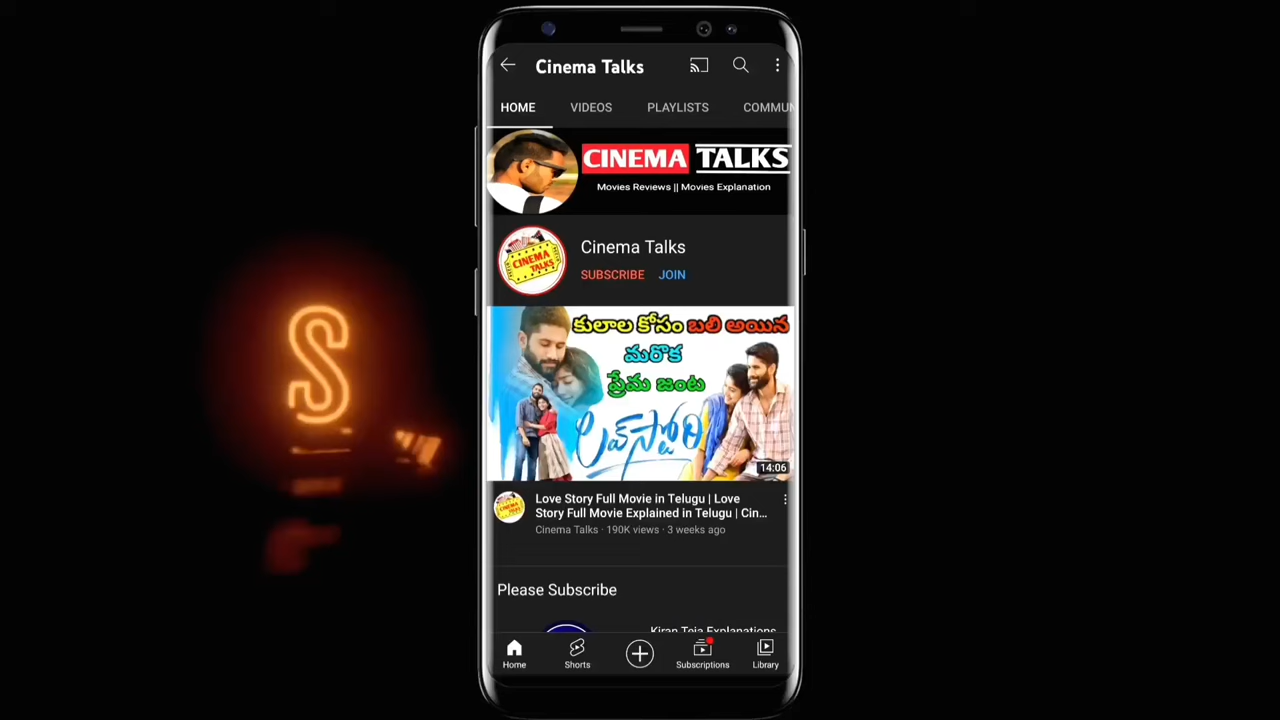 Cinema Talks
HOME VIDEOS PLAYLISTS COMMUN
CINEMA TALKS
Movies Reviews || Movies Explanation
CINEMA
TALKS
Cinema Talks
SUBSCRIBE JOIN
కులాల కోసం బలి అయిన
మరొక
ప్రేమ జంట
లవ్ స్టోరి
14:06
Love Story Full Movie in Telugu | Love
Story Full Movie Explained in Telugu | Cin...
Cinema Talks · 190K views · 3 weeks ago
Please Subscribe
Kiran Teja Explanations
Home Shorts Subscriptions Library
S